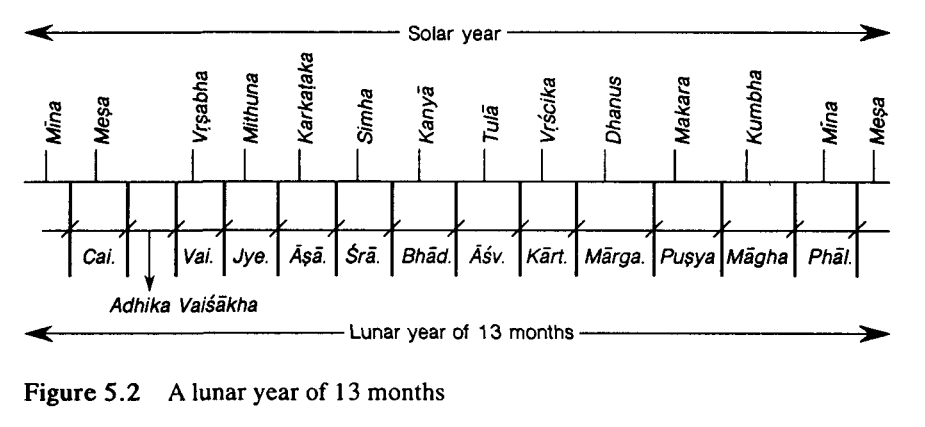 Solar year
Mīna Meṣa Vṛṣabha Mithuna Karkaṭaka Simha Kanyā Tulā Vṛścika Dhanus Makara Kumbha Mīna Meṣa
Cai. Vai. Jye. Āṣā. Śrā. Bhād. Āśv. Kārt. Mārga. Puṣya Māgha Phāl.
Adhika Vaiśākha
Lunar year of 13 months
Figure 5.2 A lunar year of 13 months